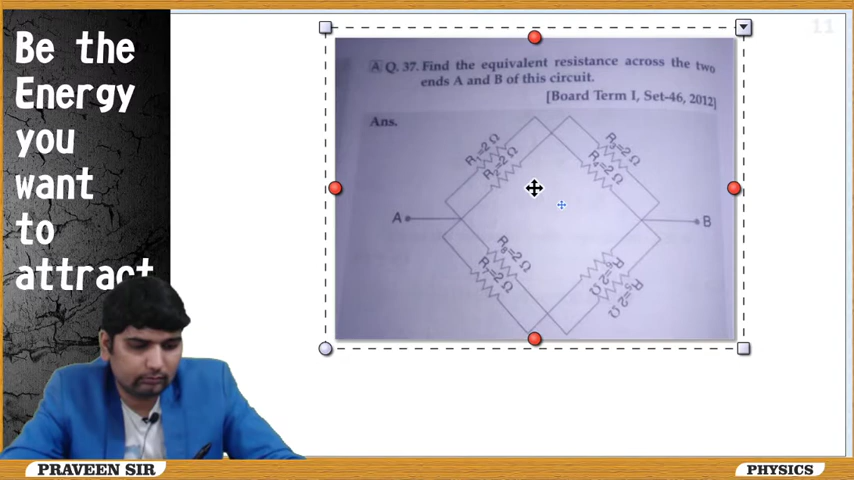 Be the
Energy
you
want
to
attract
11
A Q. 37. Find the equivalent resistance across the two
ends A and B of this circuit.
[Board Term I, Set-46, 2012]
Ans.
R₁=2 Ω
R₂=2 Ω
R₃=2 Ω
R₄=2 Ω
A
B
R₈=2 Ω
R₇=2 Ω
R₆=2 Ω
R₅=2 Ω
PRAVEEN SIR
PHYSICS